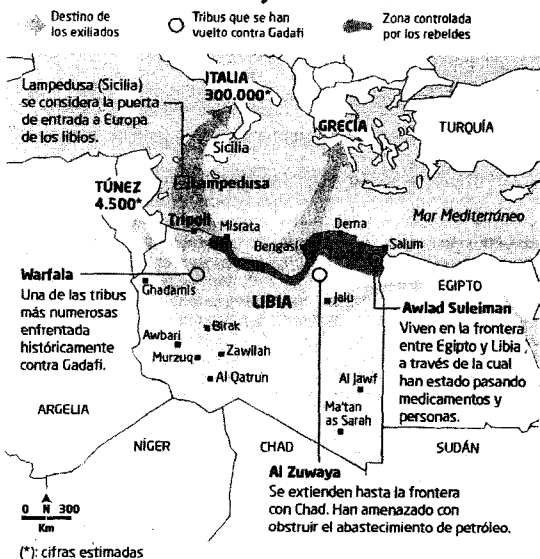 Destino de
los exiliados
Tribus que se han
vuelto contra Gadafi
Zona controlada
por los rebeldes
Lampedusa (Sicilia)
se considera la puerta
de entrada a Europa
de los libios.
ITALIA
300.000*
GRECIA
TURQUÍA
Sicilia
TÚNEZ
4.500*
Lampedusa
Trípoli
Misrata
Bengasi
Derna
Mar Mediterráneo
Salum
Warfala
Una de las tribus
más numerosas
enfrentada
históricamente
contra Gadafi.
Ghadamis
LIBIA
Jalu
EGIPTO
Awlad Suleiman
Viven en la frontera
entre Egipto y Libia,
a través de la cual
han estado pasando
medicamentos y
personas.
Birak
Awbari
Zawilah
Murzuq
Al Qatrun
Al Jawf
Ma'tan
as Sarah
ARGELIA
NÍGER
CHAD
SUDÁN
Al Zuwaya
Se extienden hasta la frontera
con Chad. Han amenazado con
obstruir el abastecimiento de petróleo.
0 N 300
Km
(*): cifras estimadas